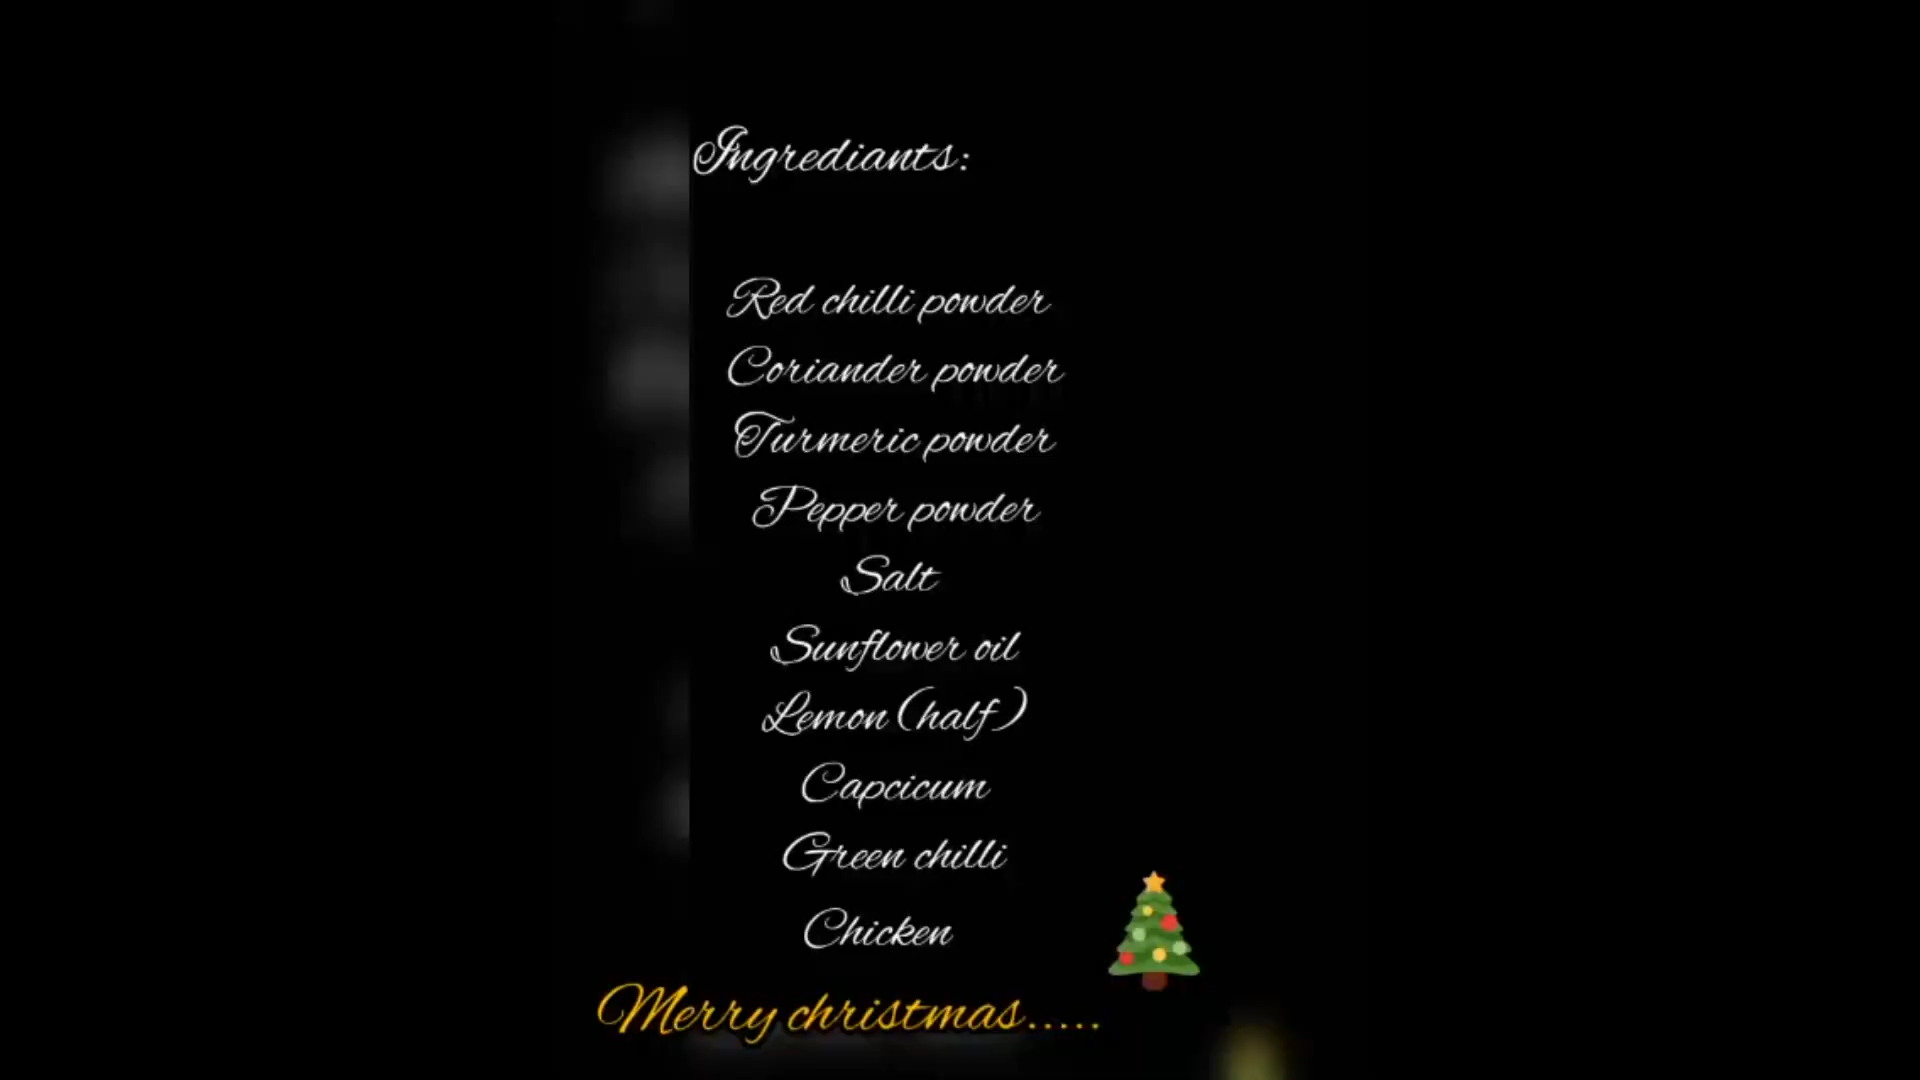 Ingrediants:
Red chilli powder
Coriander powder
Turmeric powder
Pepper powder
Salt
Sunflower oil
Lemon (half)
Capcicum
Green chilli
Chicken
Merry christmas.....